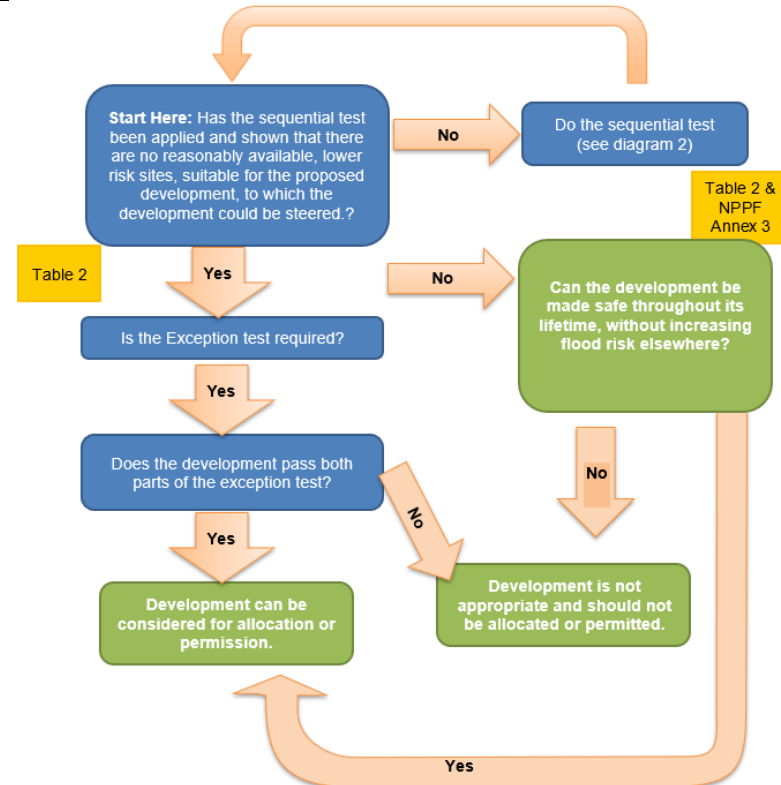 Start Here: Has the sequential test
been applied and shown that there
are no reasonably available, lower
risk sites, suitable for the proposed
development, to which the
development could be steered.?
No
Do the sequential test
(see diagram 2)
Table 2 &
NPPF
Annex 3
Table 2
Yes
No
Can the development be
made safe throughout its
lifetime, without increasing
flood risk elsewhere?
Is the Exception test required?
Yes
Does the development pass both
parts of the exception test?
No
No
Yes
Development can be
considered for allocation or
permission.
Development is not
appropriate and should not
be allocated or permitted.
Yes